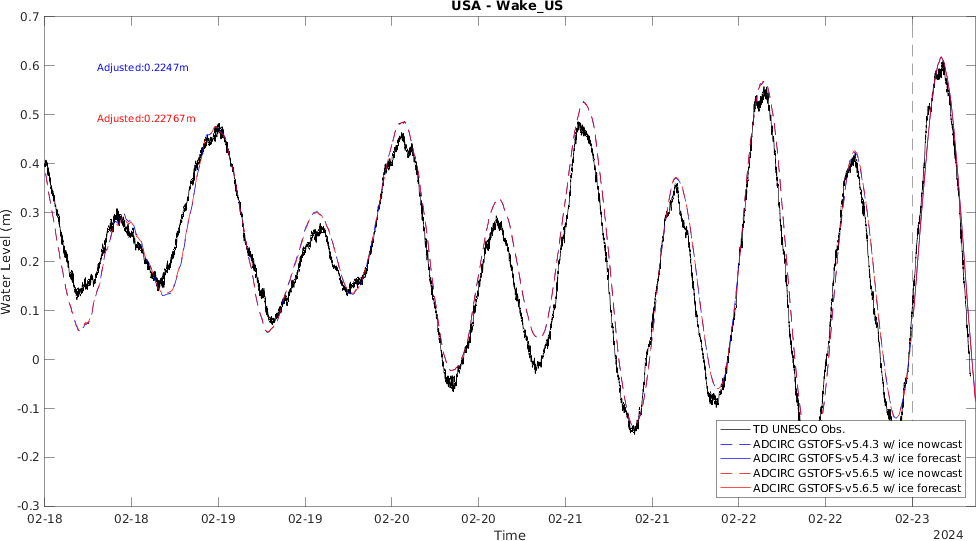 USA - Wake_US
0.7
0.6
0.5
0.4
0.3
0.2
0.1
0
-0.1
-0.2
-0.3
Water Level (m)
Adjusted:0.2247m
Adjusted:0.22767m
TD UNESCO Obs.
ADCIRC GSTOFS-v5.4.3 w/ ice nowcast
ADCIRC GSTOFS-v5.4.3 w/ ice forecast
ADCIRC GSTOFS-v5.6.5 w/ ice nowcast
ADCIRC GSTOFS-v5.6.5 w/ ice forecast
02-18 02-18 02-19 02-19 02-20 02-20 02-21 02-21 02-22 02-22 02-23
Time
2024